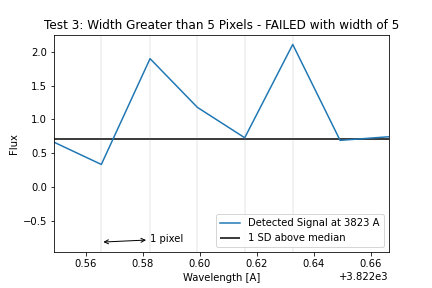 Test 3: Width Greater than 5 Pixels - FAILED with width of 5
2.0
1.5
1.0
0.5
0.0
−0.5
Flux
1 pixel
Detected Signal at 3823 A
1 SD above median
0.56
0.58
0.60
0.62
0.64
0.66
Wavelength [A]
+3.822e3